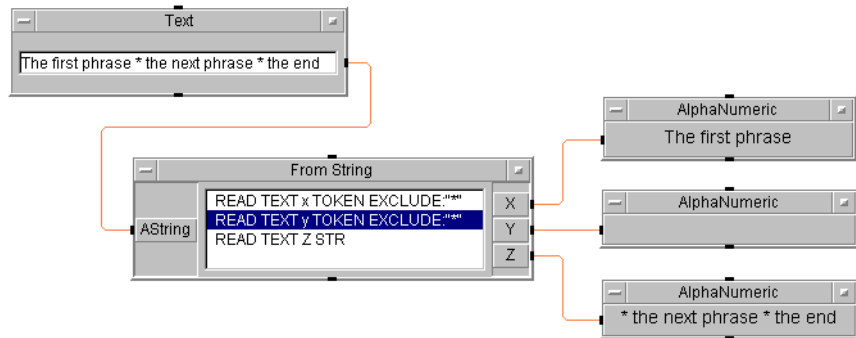 Text
The first phrase * the next phrase * the end
From String
AString
READ TEXT x TOKEN EXCLUDE:"*"
READ TEXT y TOKEN EXCLUDE:"*"
READ TEXT Z STR
X
Y
Z
AlphaNumeric
The first phrase
AlphaNumeric
AlphaNumeric
* the next phrase * the end